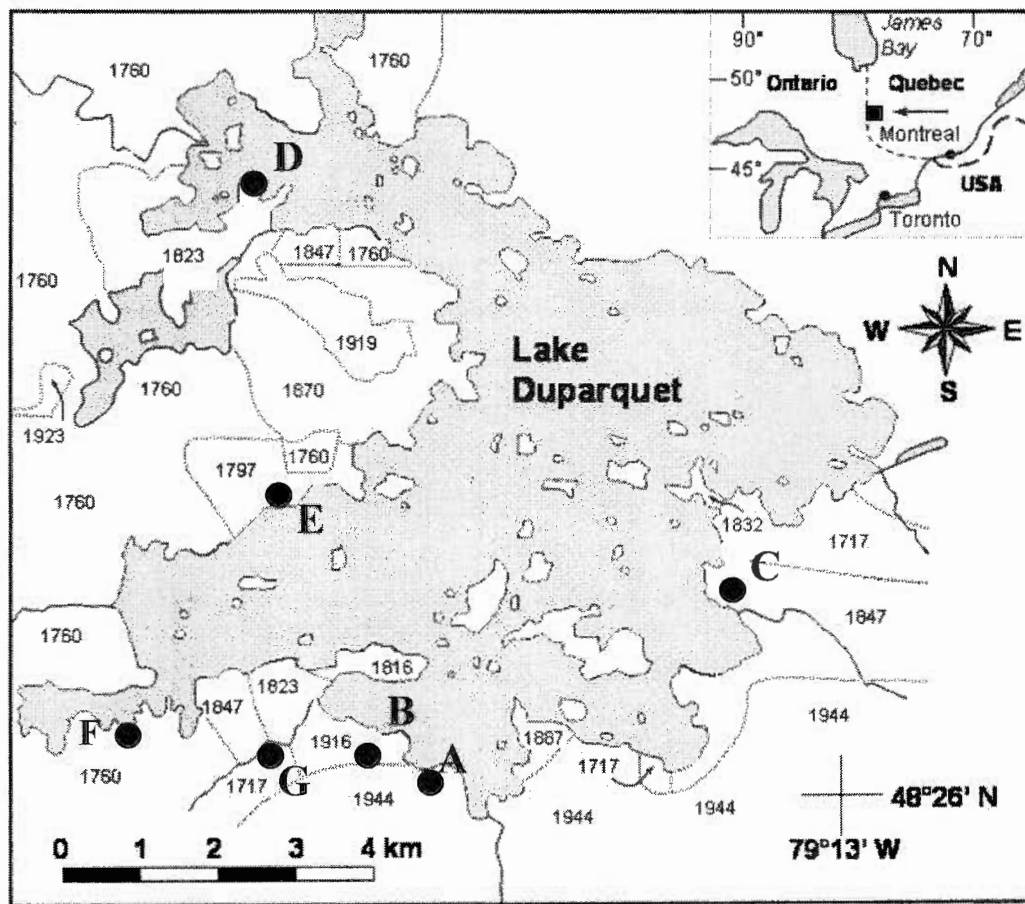 1760
1760
D
1823
1847
1760
1760
1919
Lake
Duparquet
1760
1870
1923
1760
1797
1760
E
1832
1717
C
1847
1760
1816
1823
1847
B
F
1916
1887
1944
A
1717
1760
1717
G
1944
1944
1944
48°26' N
79°13' W
0 1 2 3 4 km
90°
James
Bay
70°
50°
Ontario
Quebec
Montreal
45°
USA
Toronto
N
W
E
S